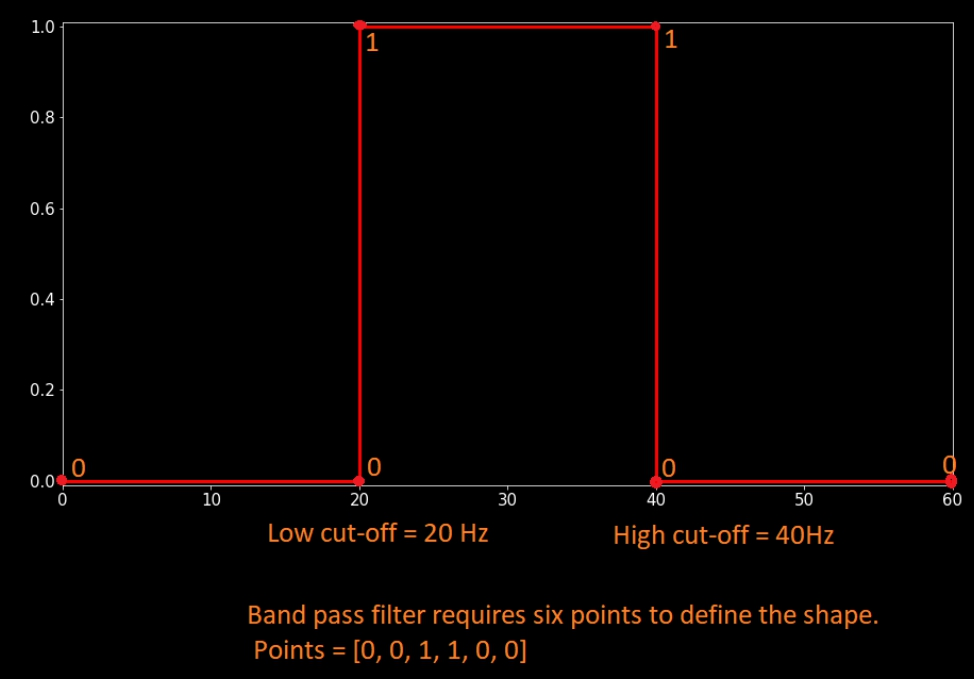 1.0
1
1
0.8
0.6
0.4
0.2
0
0
0
0
0.0
0 10 20 30 40 50 60
Low cut-off = 20 Hz
High cut-off = 40Hz
Band pass filter requires six points to define the shape.
Points = [0, 0, 1, 1, 0, 0]